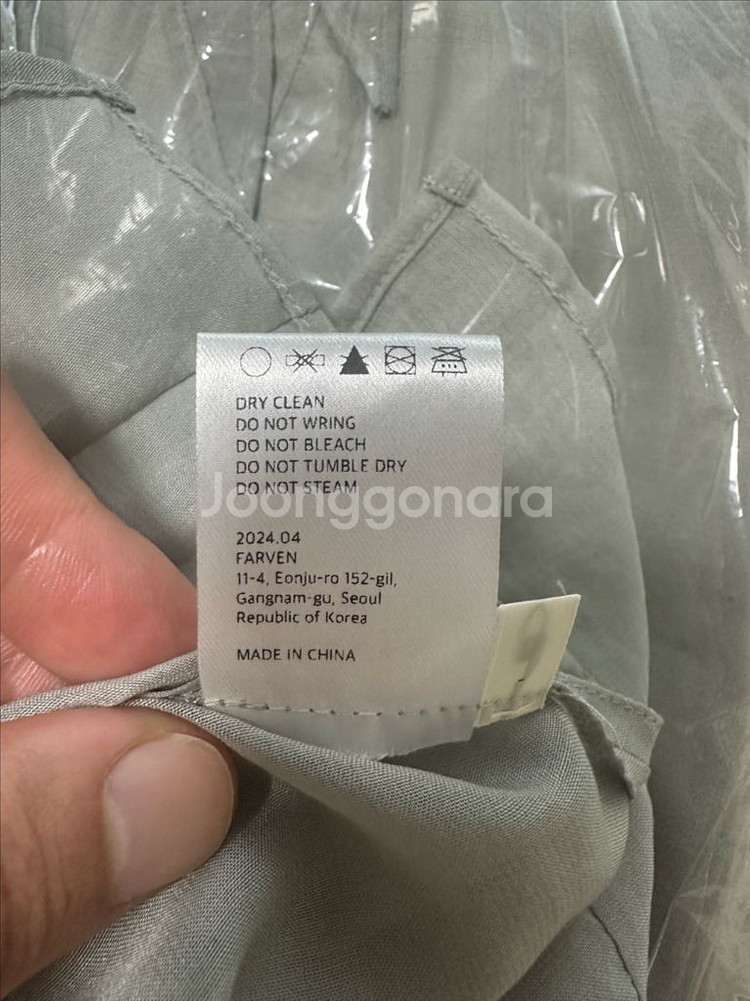 DRY CLEAN
DO NOT WRING
DO NOT BLEACH
DO NOT TUMBLE DRY
DO NOT STEAM
Joonggonara
2024.04
FARVEN
11-4, Eonju-ro 152-gil,
Gangnam-gu, Seoul
Republic of Korea
MADE IN CHINA